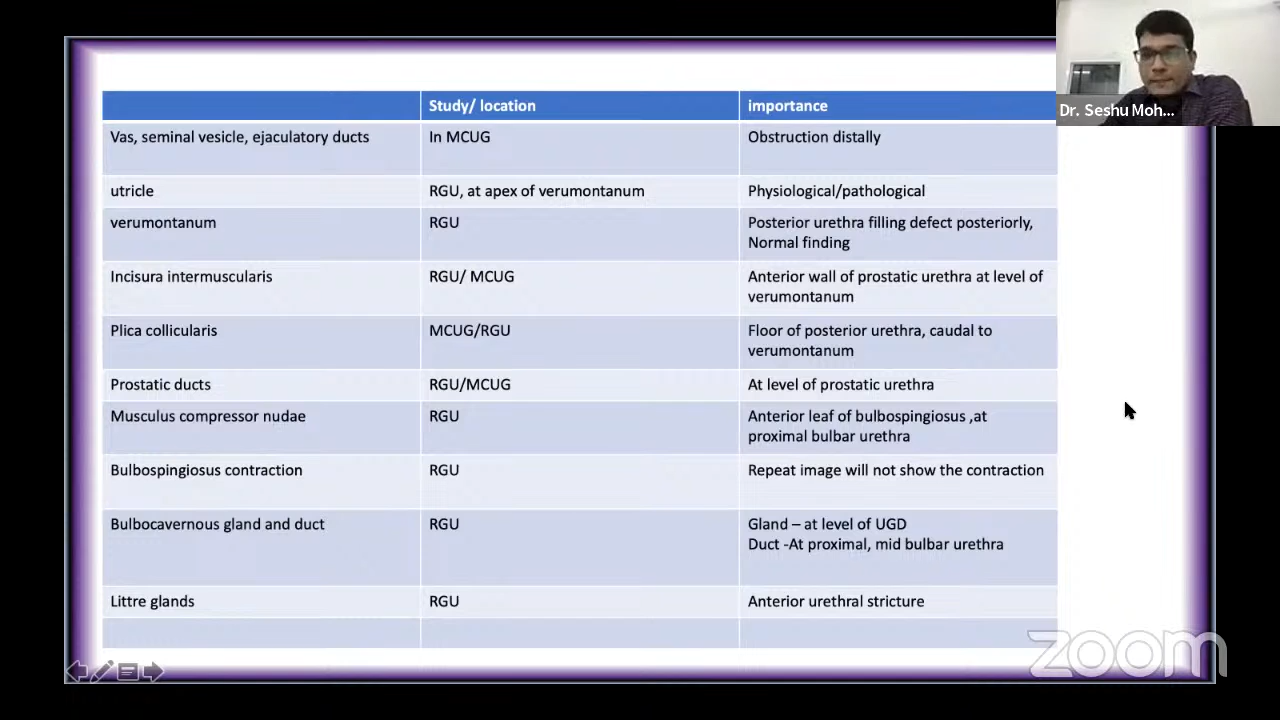 Study/ location importance
Vas, seminal vesicle, ejaculatory ducts In MCUG Obstruction distally
utricle RGU, at apex of verumontanum Physiological/pathological
verumontanum RGU Posterior urethra filling defect posteriorly,
Normal finding
Incisura intermuscularis RGU/ MCUG Anterior wall of prostatic urethra at level of
verumontanum
Plica collicularis MCUG/RGU Floor of posterior urethra, caudal to
verumontanum
Prostatic ducts RGU/MCUG At level of prostatic urethra
Musculus compressor nudae RGU Anterior leaf of bulbospingiosus ,at
proximal bulbar urethra
Bulbospingiosus contraction RGU Repeat image will not show the contraction
Bulbocavernous gland and duct RGU Gland – at level of UGD
Duct -At proximal, mid bulbar urethra
Littre glands RGU Anterior urethral stricture
Dr. Seshu Moh...
zoom